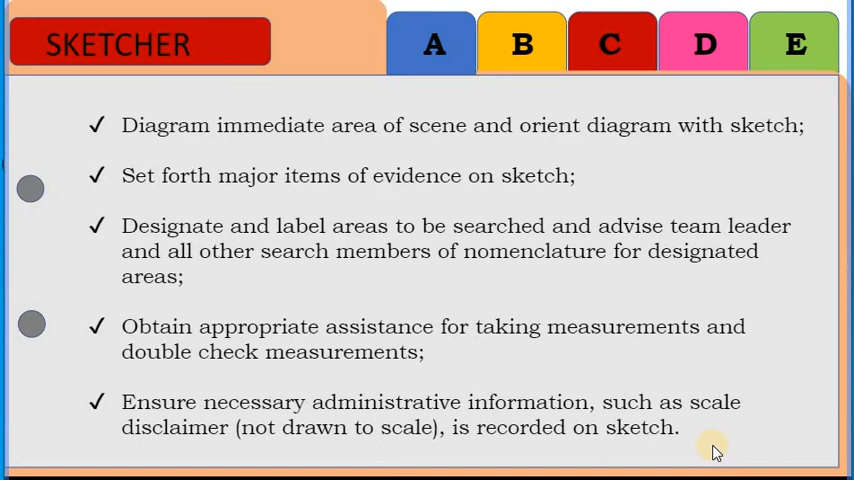 SKETCHER
A B C D E
✓ Diagram immediate area of scene and orient diagram with sketch;
✓ Set forth major items of evidence on sketch;
✓ Designate and label areas to be searched and advise team leader
and all other search members of nomenclature for designated
areas;
✓ Obtain appropriate assistance for taking measurements and
double check measurements;
✓ Ensure necessary administrative information, such as scale
disclaimer (not drawn to scale), is recorded on sketch.